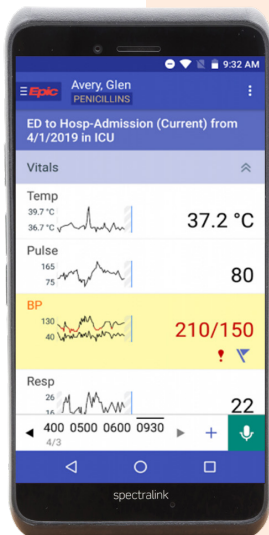 9:32 AM
Epic
Avery, Glen
PENICILLINS
ED to Hosp-Admission (Current) from
4/1/2019 in ICU
Vitals
Temp
39.7 °C
36.7 °C
37.2 °C
Pulse
165
75
80
BP
130
40
210/150
Resp
26
16
22
400 0500 0600 0930
4/3
spectralink